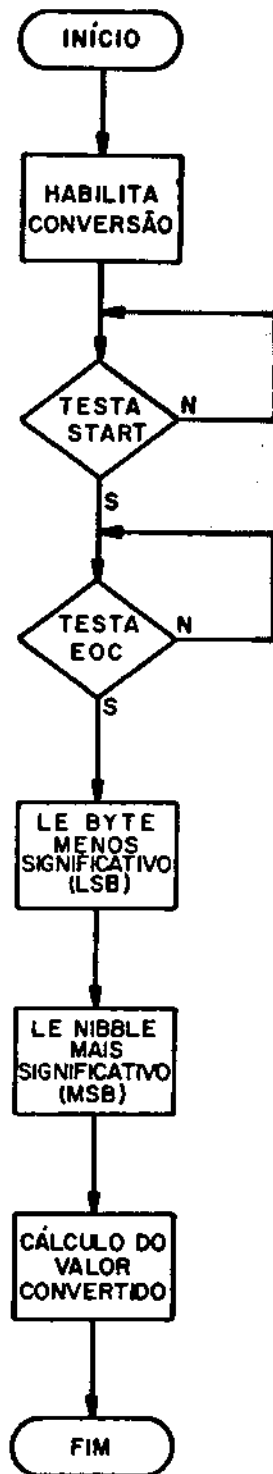 INÍCIO
HABILITA
CONVERSÃO
TESTA
START
N
S
TESTA
EOC
N
S
LE BYTE
MENOS
SIGNIFICATIVO
(LSB)
LE NIBBLE
MAIS
SIGNIFICATIVO
(MSB)
CÁLCULO DO
VALOR
CONVERTIDO
FIM